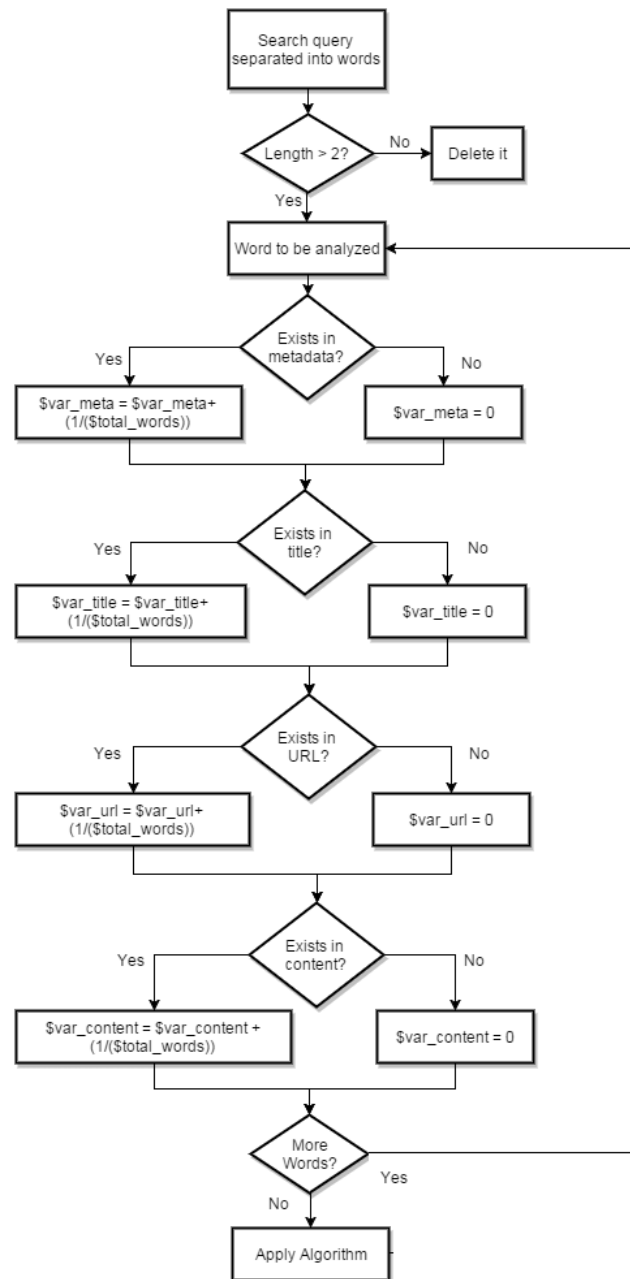 Search query
separated into words
Length > 2?
No
Delete it
Yes
Word to be analyzed
Exists in
metadata?
Yes
No
$var_meta = $var_meta+
(1/($total_words))
$var_meta = 0
Exists in
title?
Yes
No
$var_title = $var_title+
(1/($total_words))
$var_title = 0
Exists in
URL?
Yes
No
$var_url = $var_url+
(1/($total_words))
$var_url = 0
Exists in
content?
Yes
No
$var_content = $var_content +
(1/($total_words))
$var_content = 0
More
Words?
Yes
No
Apply Algorithm